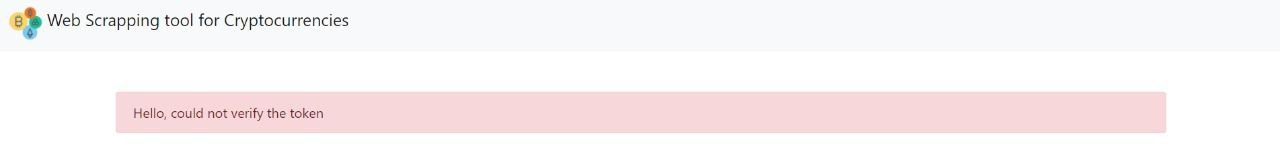 Web Scrapping tool for Cryptocurrencies
Hello, could not verify the token